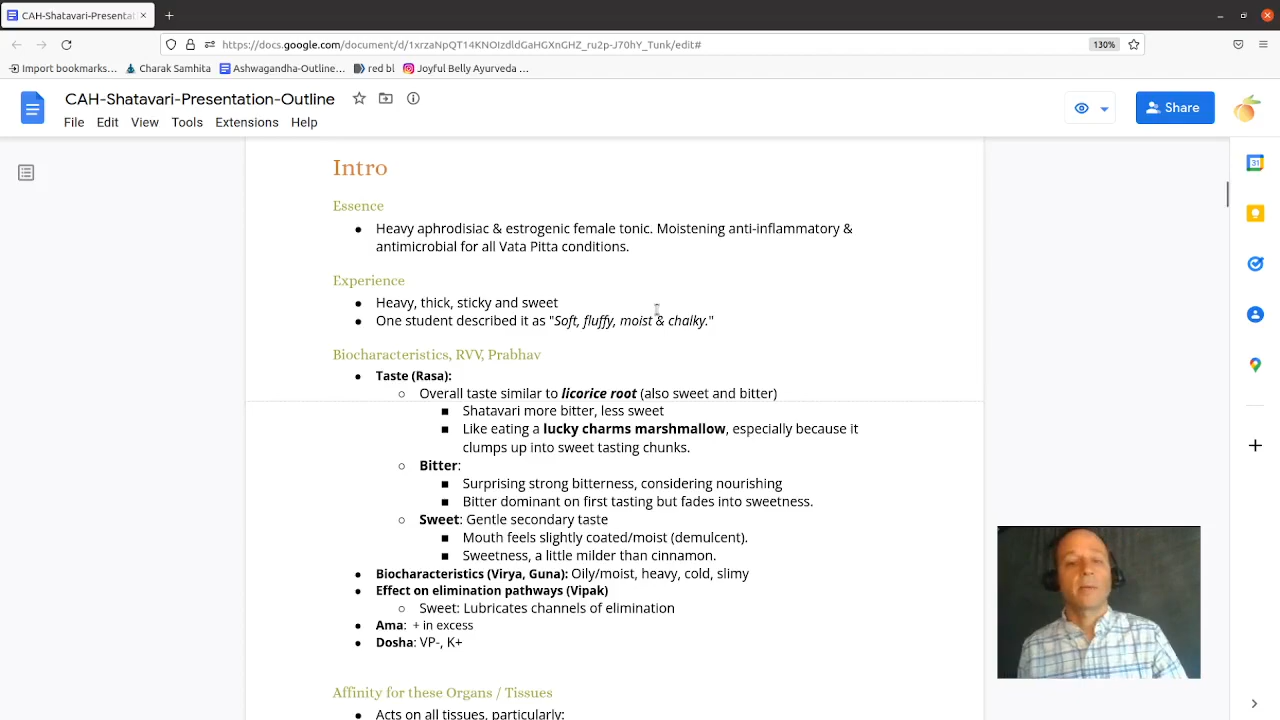 CAH-Shatavari-Presentat
https://docs.google.com/document/d/1xrzaNpQT14KNOIzdldGaHGXnGHZ_ru2p-J70hY_Tunk/edit#
130%
Import bookmarks... Charak Samhita Ashwagandha-Outline... red bl Joyful Belly Ayurveda ...
CAH-Shatavari-Presentation-Outline
File Edit View Tools Extensions Help
Share
31
Intro
Essence
● Heavy aphrodisiac & estrogenic female tonic. Moistening anti-inflammatory &
antimicrobial for all Vata Pitta conditions.
Experience
● Heavy, thick, sticky and sweet
● One student described it as "Soft, fluffy, moist & chalky."
Biocharacteristics, RVV, Prabhav
● Taste (Rasa):
○ Overall taste similar to licorice root (also sweet and bitter)
■ Shatavari more bitter, less sweet
■ Like eating a lucky charms marshmallow, especially because it
clumps up into sweet tasting chunks.
○ Bitter:
■ Surprising strong bitterness, considering nourishing
■ Bitter dominant on first tasting but fades into sweetness.
○ Sweet: Gentle secondary taste
■ Mouth feels slightly coated/moist (demulcent).
■ Sweetness, a little milder than cinnamon.
● Biocharacteristics (Virya, Guna): Oily/moist, heavy, cold, slimy
● Effect on elimination pathways (Vipak)
○ Sweet: Lubricates channels of elimination
● Ama: + in excess
● Dosha: VP-, K+
Affinity for these Organs / Tissues
● Acts on all tissues, particularly: